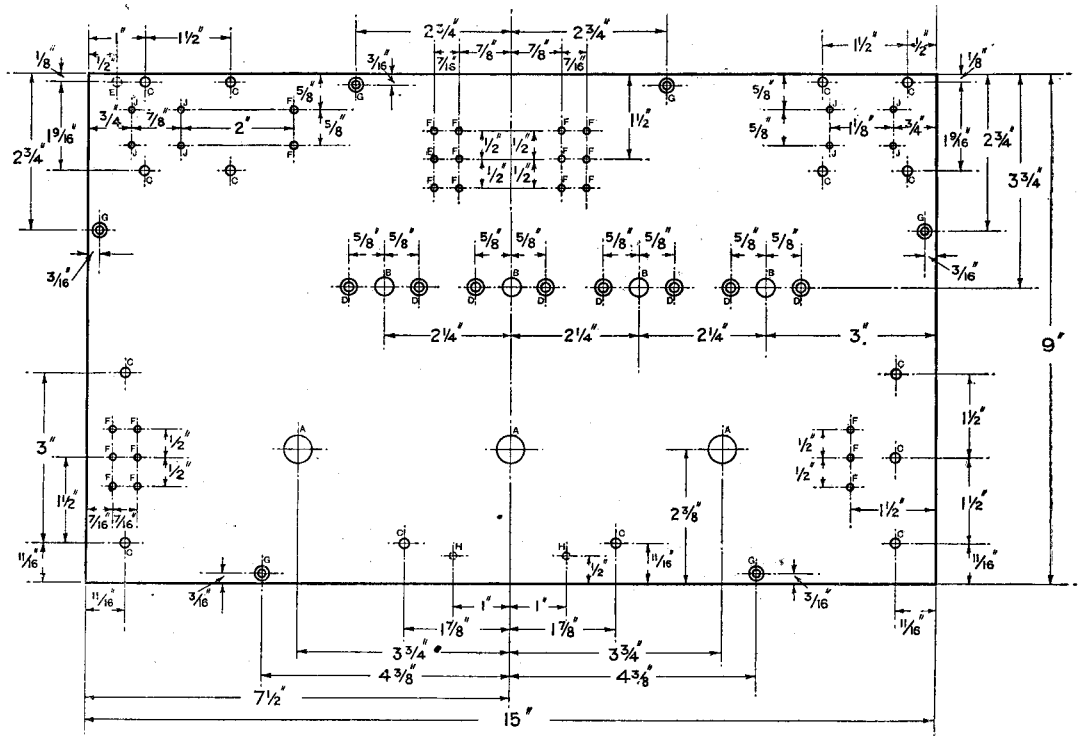 2 3/4" 2 3/4"
1" 1 1/2" 7/8" 7/8" 1 1/2" 1/2"
1/8" 1/2" 3/16" 7/16" 7/16" 1/8"
E C C G G C C
J J F 5/8" 5/8" J J
3/4" 7/8" 2" 1 1/2" 1 1/8" 3/4"
2 3/4" 1 9/16" 5/8" F F 1/2" 1/2" F F 5/8" 1 9/16" 2 3/4" 3 3/4"
J J F E F F F J J
C C F F 1/2" 1/2" F F C C
G G
3/16" 5/8" 5/8" 5/8" 5/8" 5/8" 5/8" 5/8" 5/8" 3/16"
D B D D B D D B D D B D
2 1/4" 2 1/4" 2 1/4" 3" 9"
C C
F F 1/2" A A A 1/2" F 1 1/2"
3" F F F C
F F 1/2" 1/2" F
1 1/2" 7/16" 7/16" 2 3/8" 1 1/2" 1 1/2"
C C H H C C
11/16" G 1/2" 11/16" G 11/16"
11/16" 3/16" 1" 1" 3/16" 11/16"
1 7/8" 1 7/8"
3 3/4" 3 3/4"
4 3/8" 4 3/8"
7 1/2"
15"